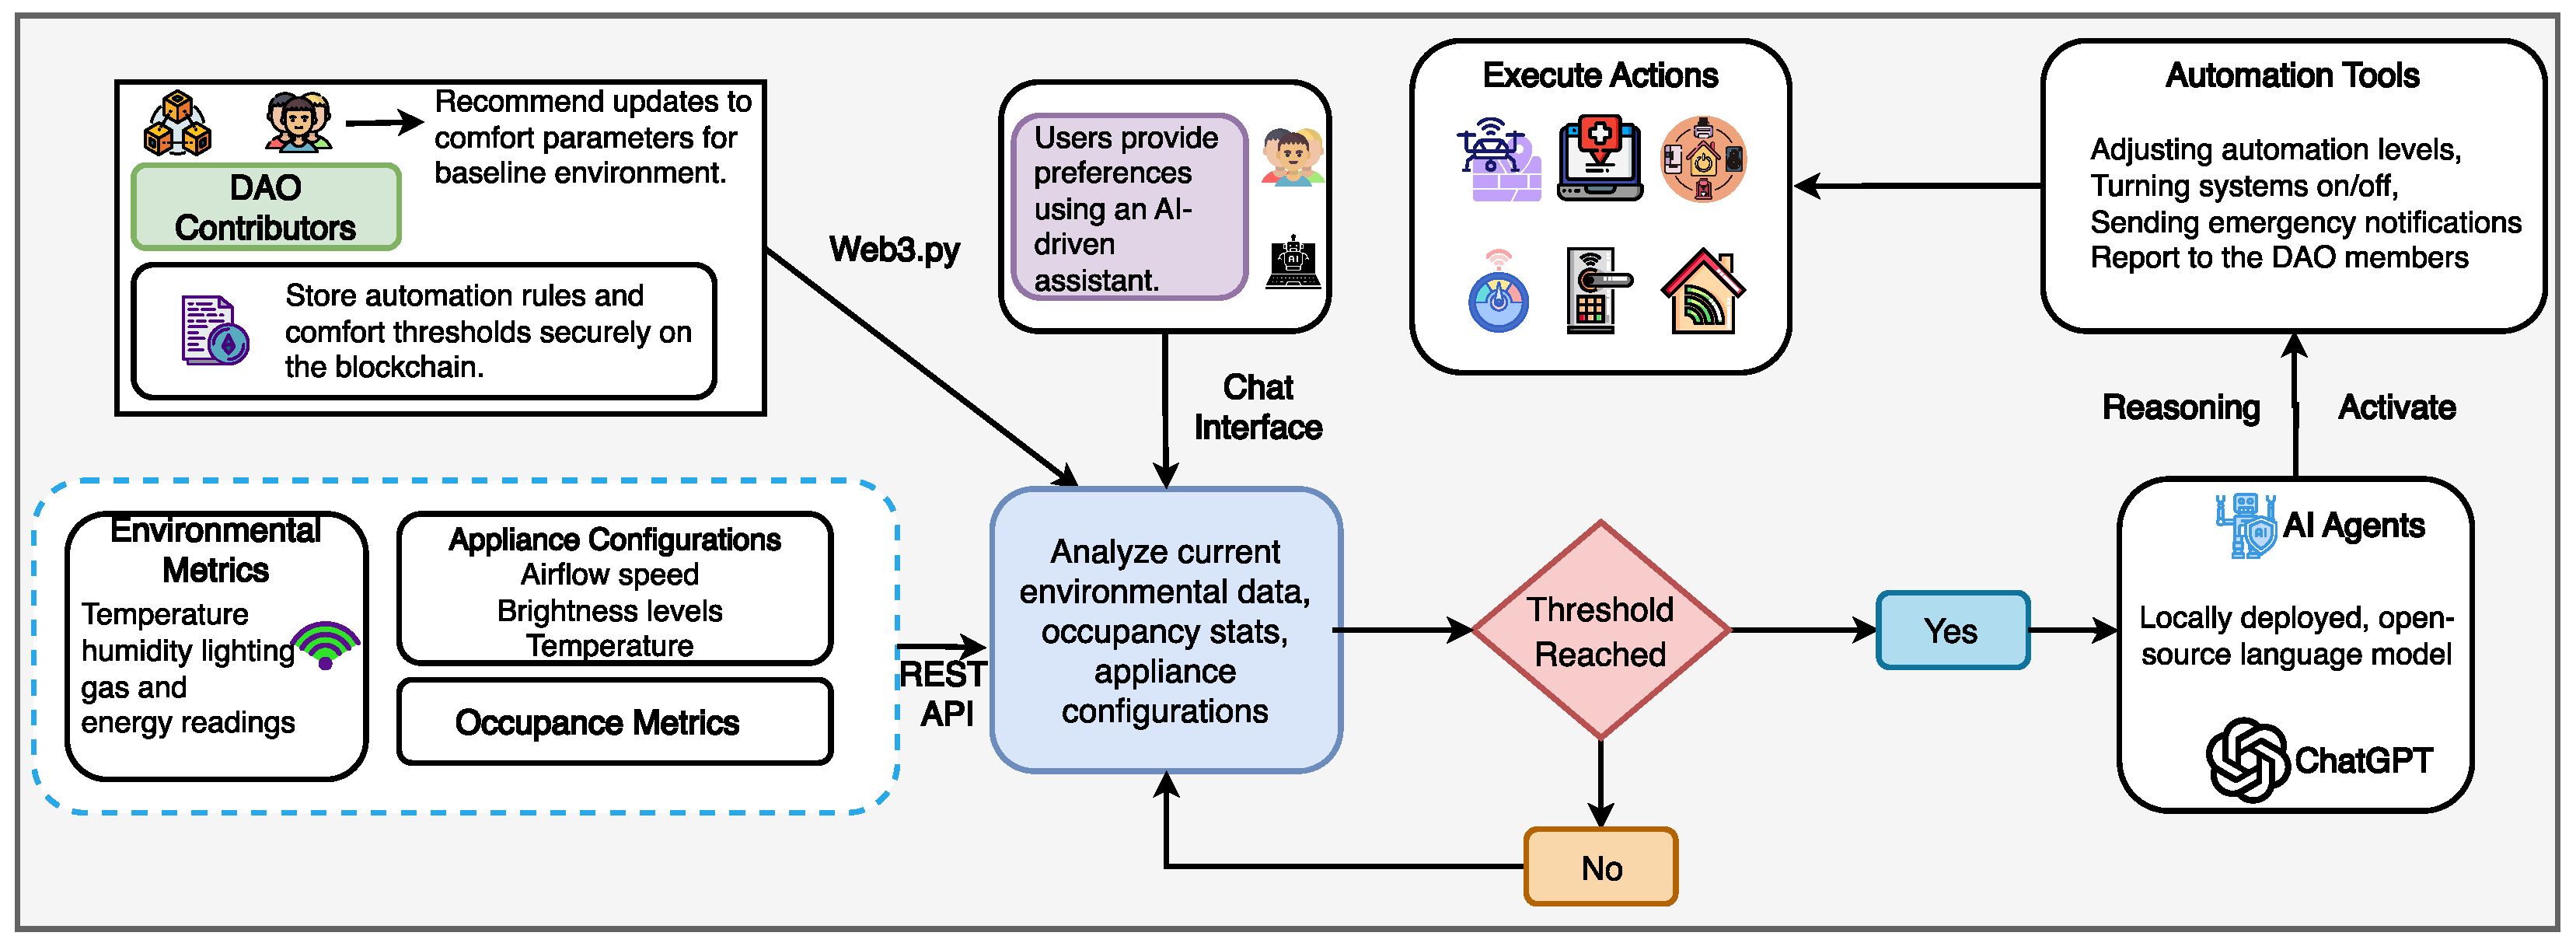 Recommend updates to
comfort parameters for
baseline environment.
DAO
Contributors
Store automation rules and
comfort thresholds securely on
the blockchain.
Web3.py
Users provide
preferences
using an AI-
driven
assistant.
AI
Chat
Interface
Execute Actions
Automation Tools
Adjusting automation levels,
Turning systems on/off,
Sending emergency notifications
Report to the DAO members
Reasoning
Activate
Environmental
Metrics
Temperature
humidity lighting
gas and
energy readings
Appliance Configurations
Airflow speed
Brightness levels
Temperature
Occupance Metrics
REST
API
Analyze current
environmental data,
occupancy stats,
appliance
configurations
Threshold
Reached
Yes
No
AI
AI Agents
Locally deployed, open-
source language model
ChatGPT